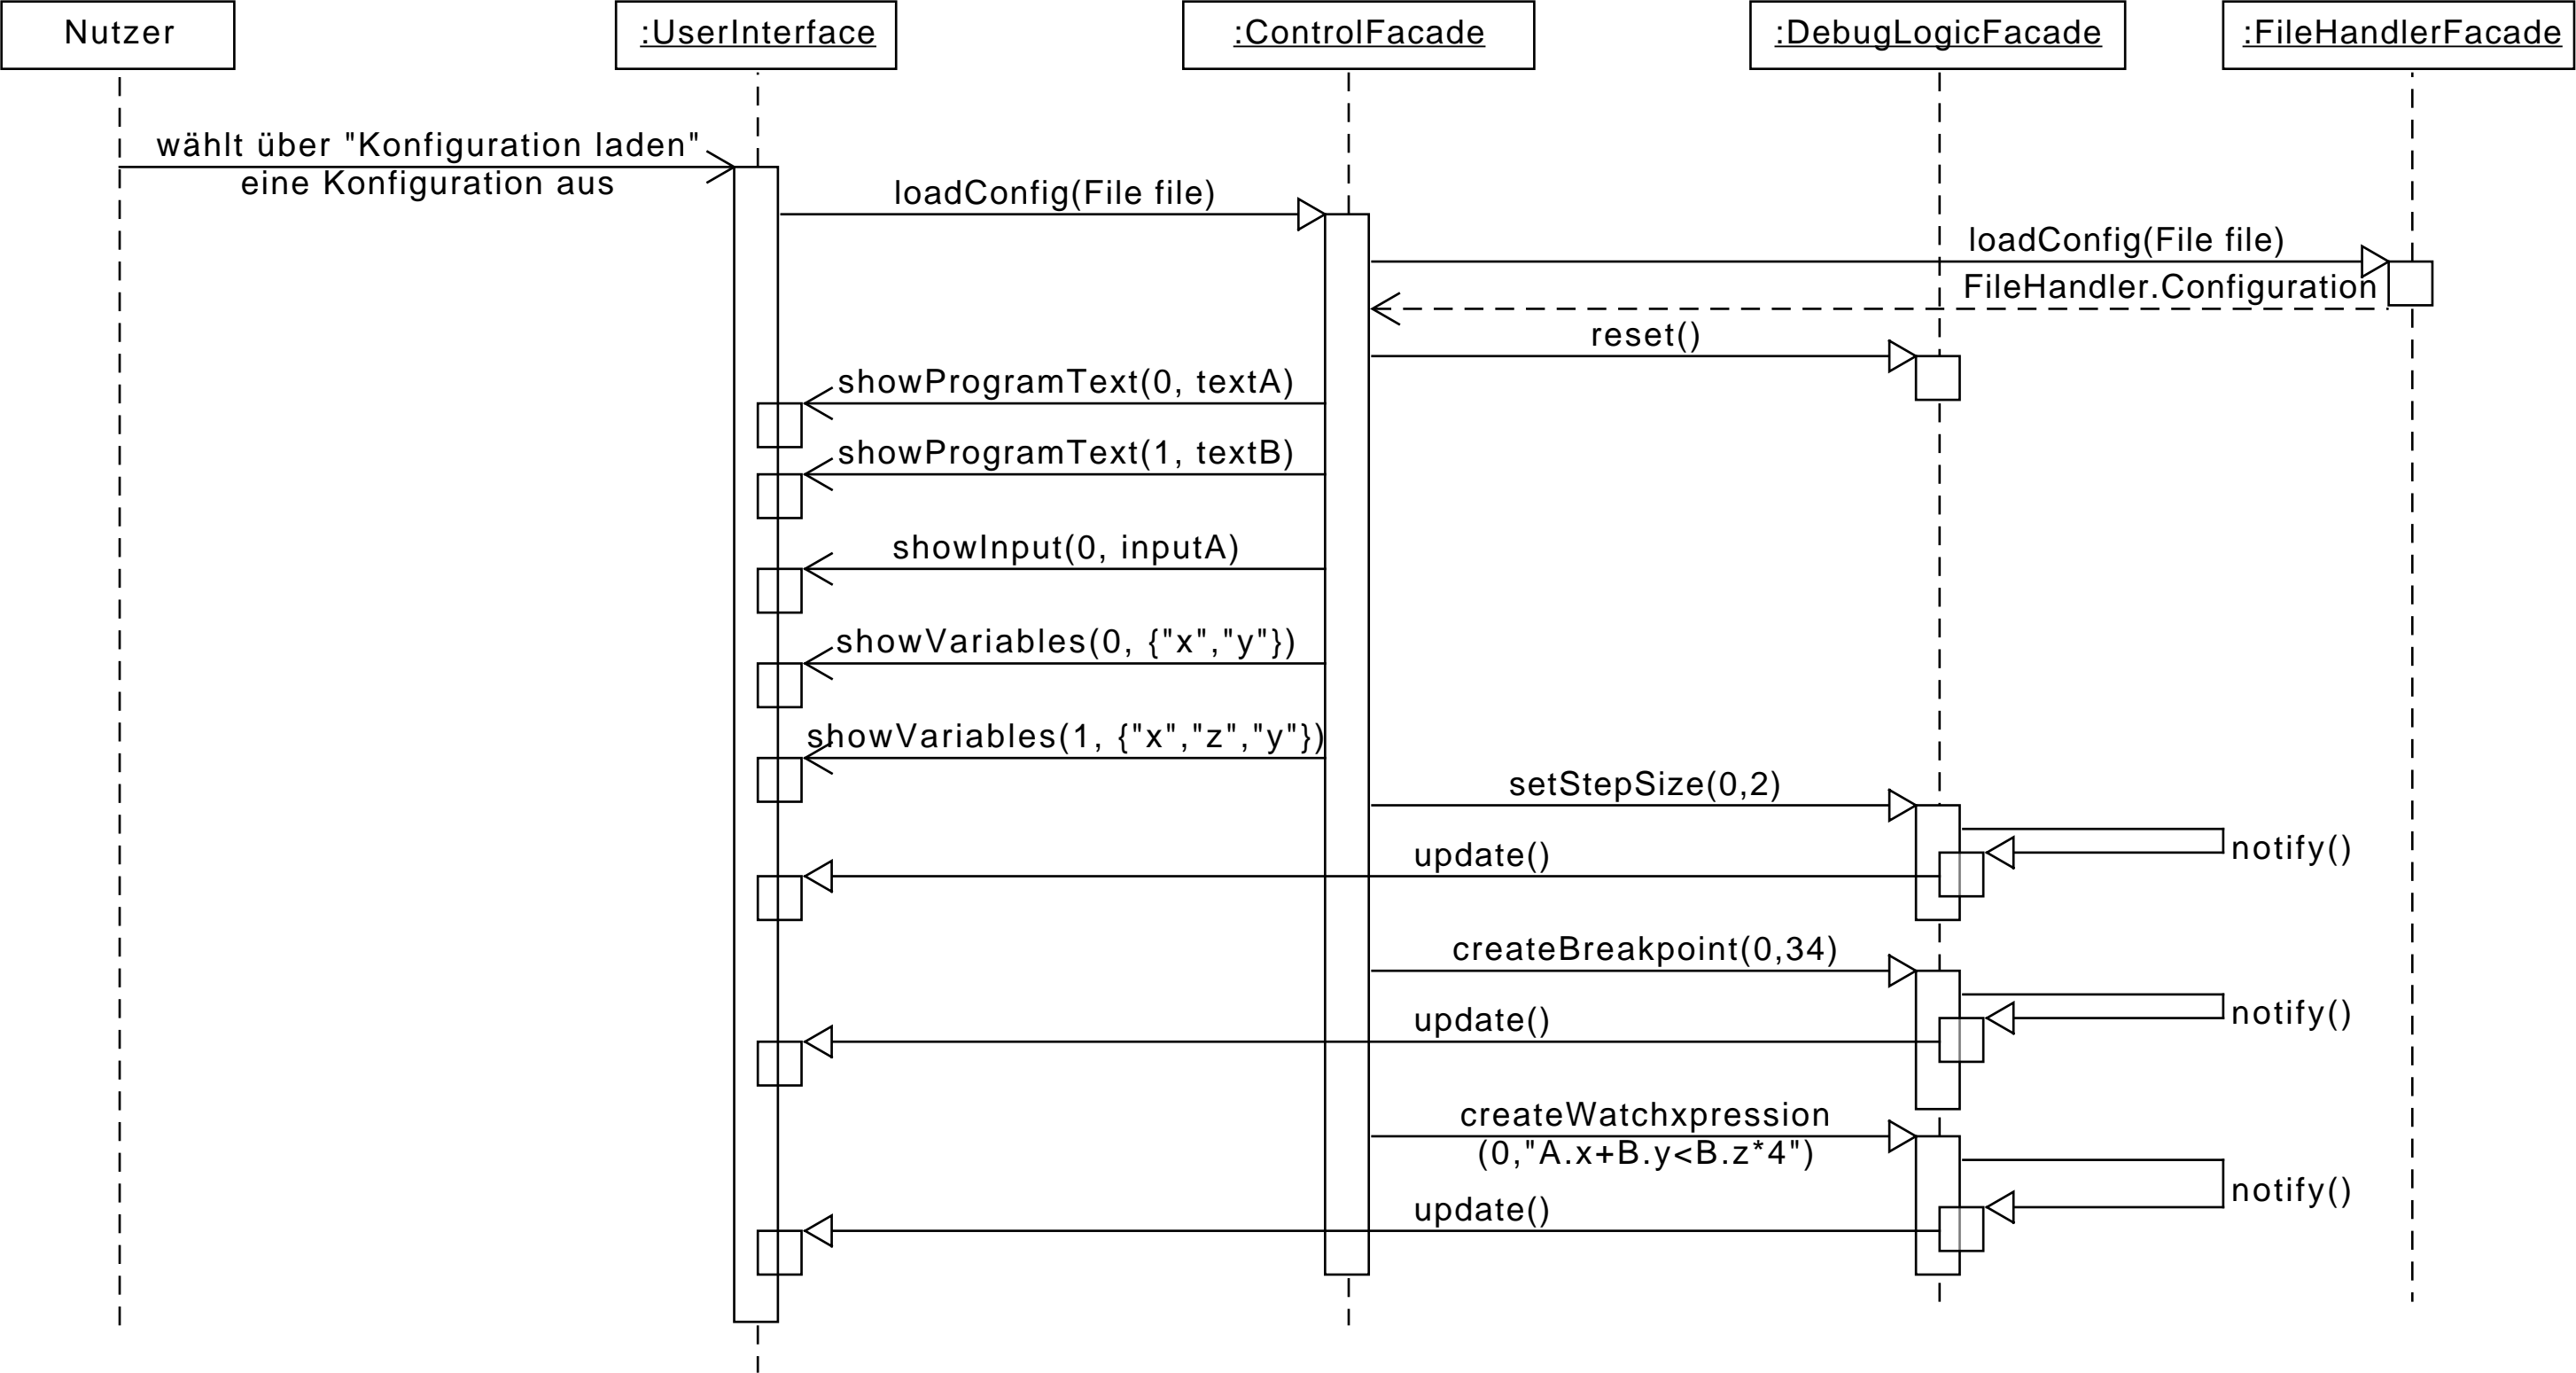 Nutzer
:UserInterface
:ControlFacade
:DebugLogicFacade
:FileHandlerFacade
wählt über "Konfiguration laden"
eine Konfiguration aus
loadConfig(File file)
loadConfig(File file)
FileHandler.Configuration
reset()
showProgramText(0, textA)
showProgramText(1, textB)
showInput(0, inputA)
showVariables(0, {"x","y"})
showVariables(1, {"x","z","y"})
setStepSize(0,2)
notify()
update()
createBreakpoint(0,34)
notify()
update()
createWatchxpression
(0,"A.x+B.y<B.z*4")
notify()
update()